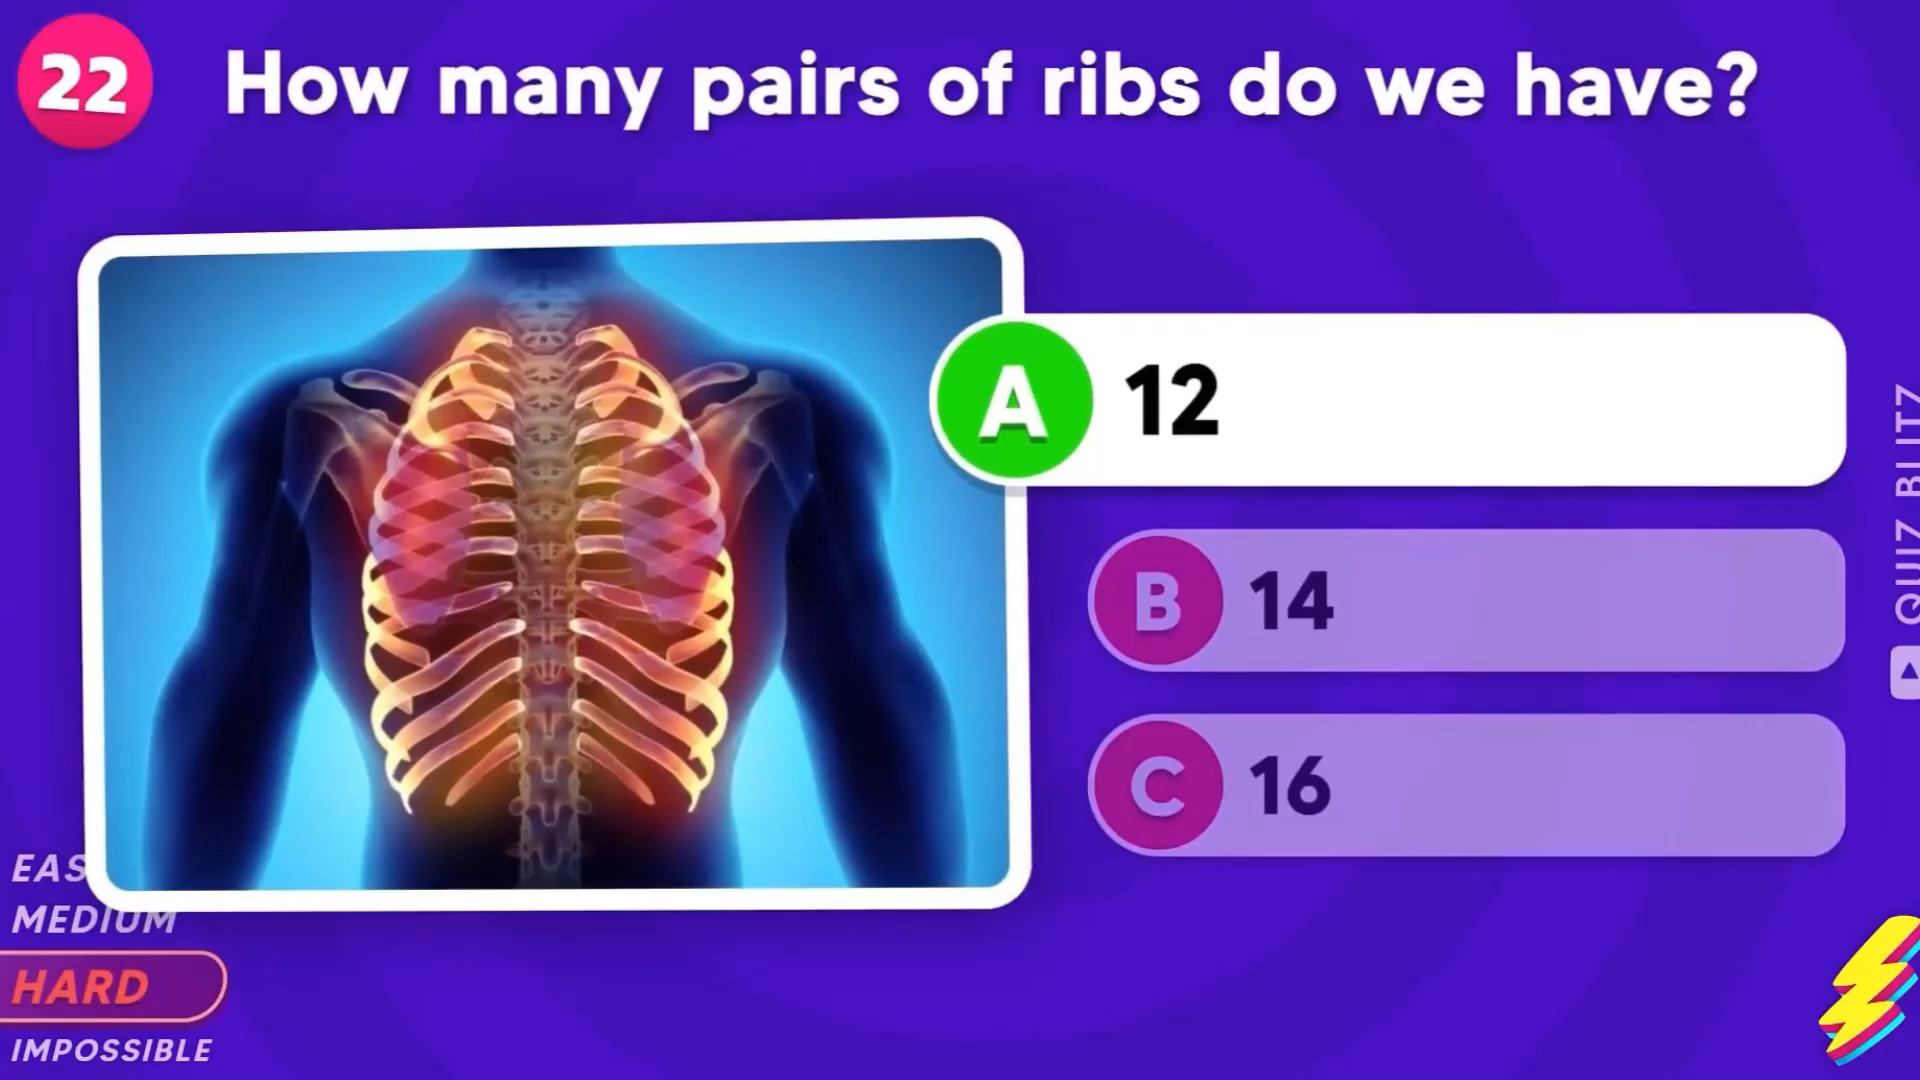 22
How many pairs of ribs do we have?
A 12
B 14
C 16
EAS
MEDIUM
HARD
IMPOSSIBLE
QUIZ BLITZ